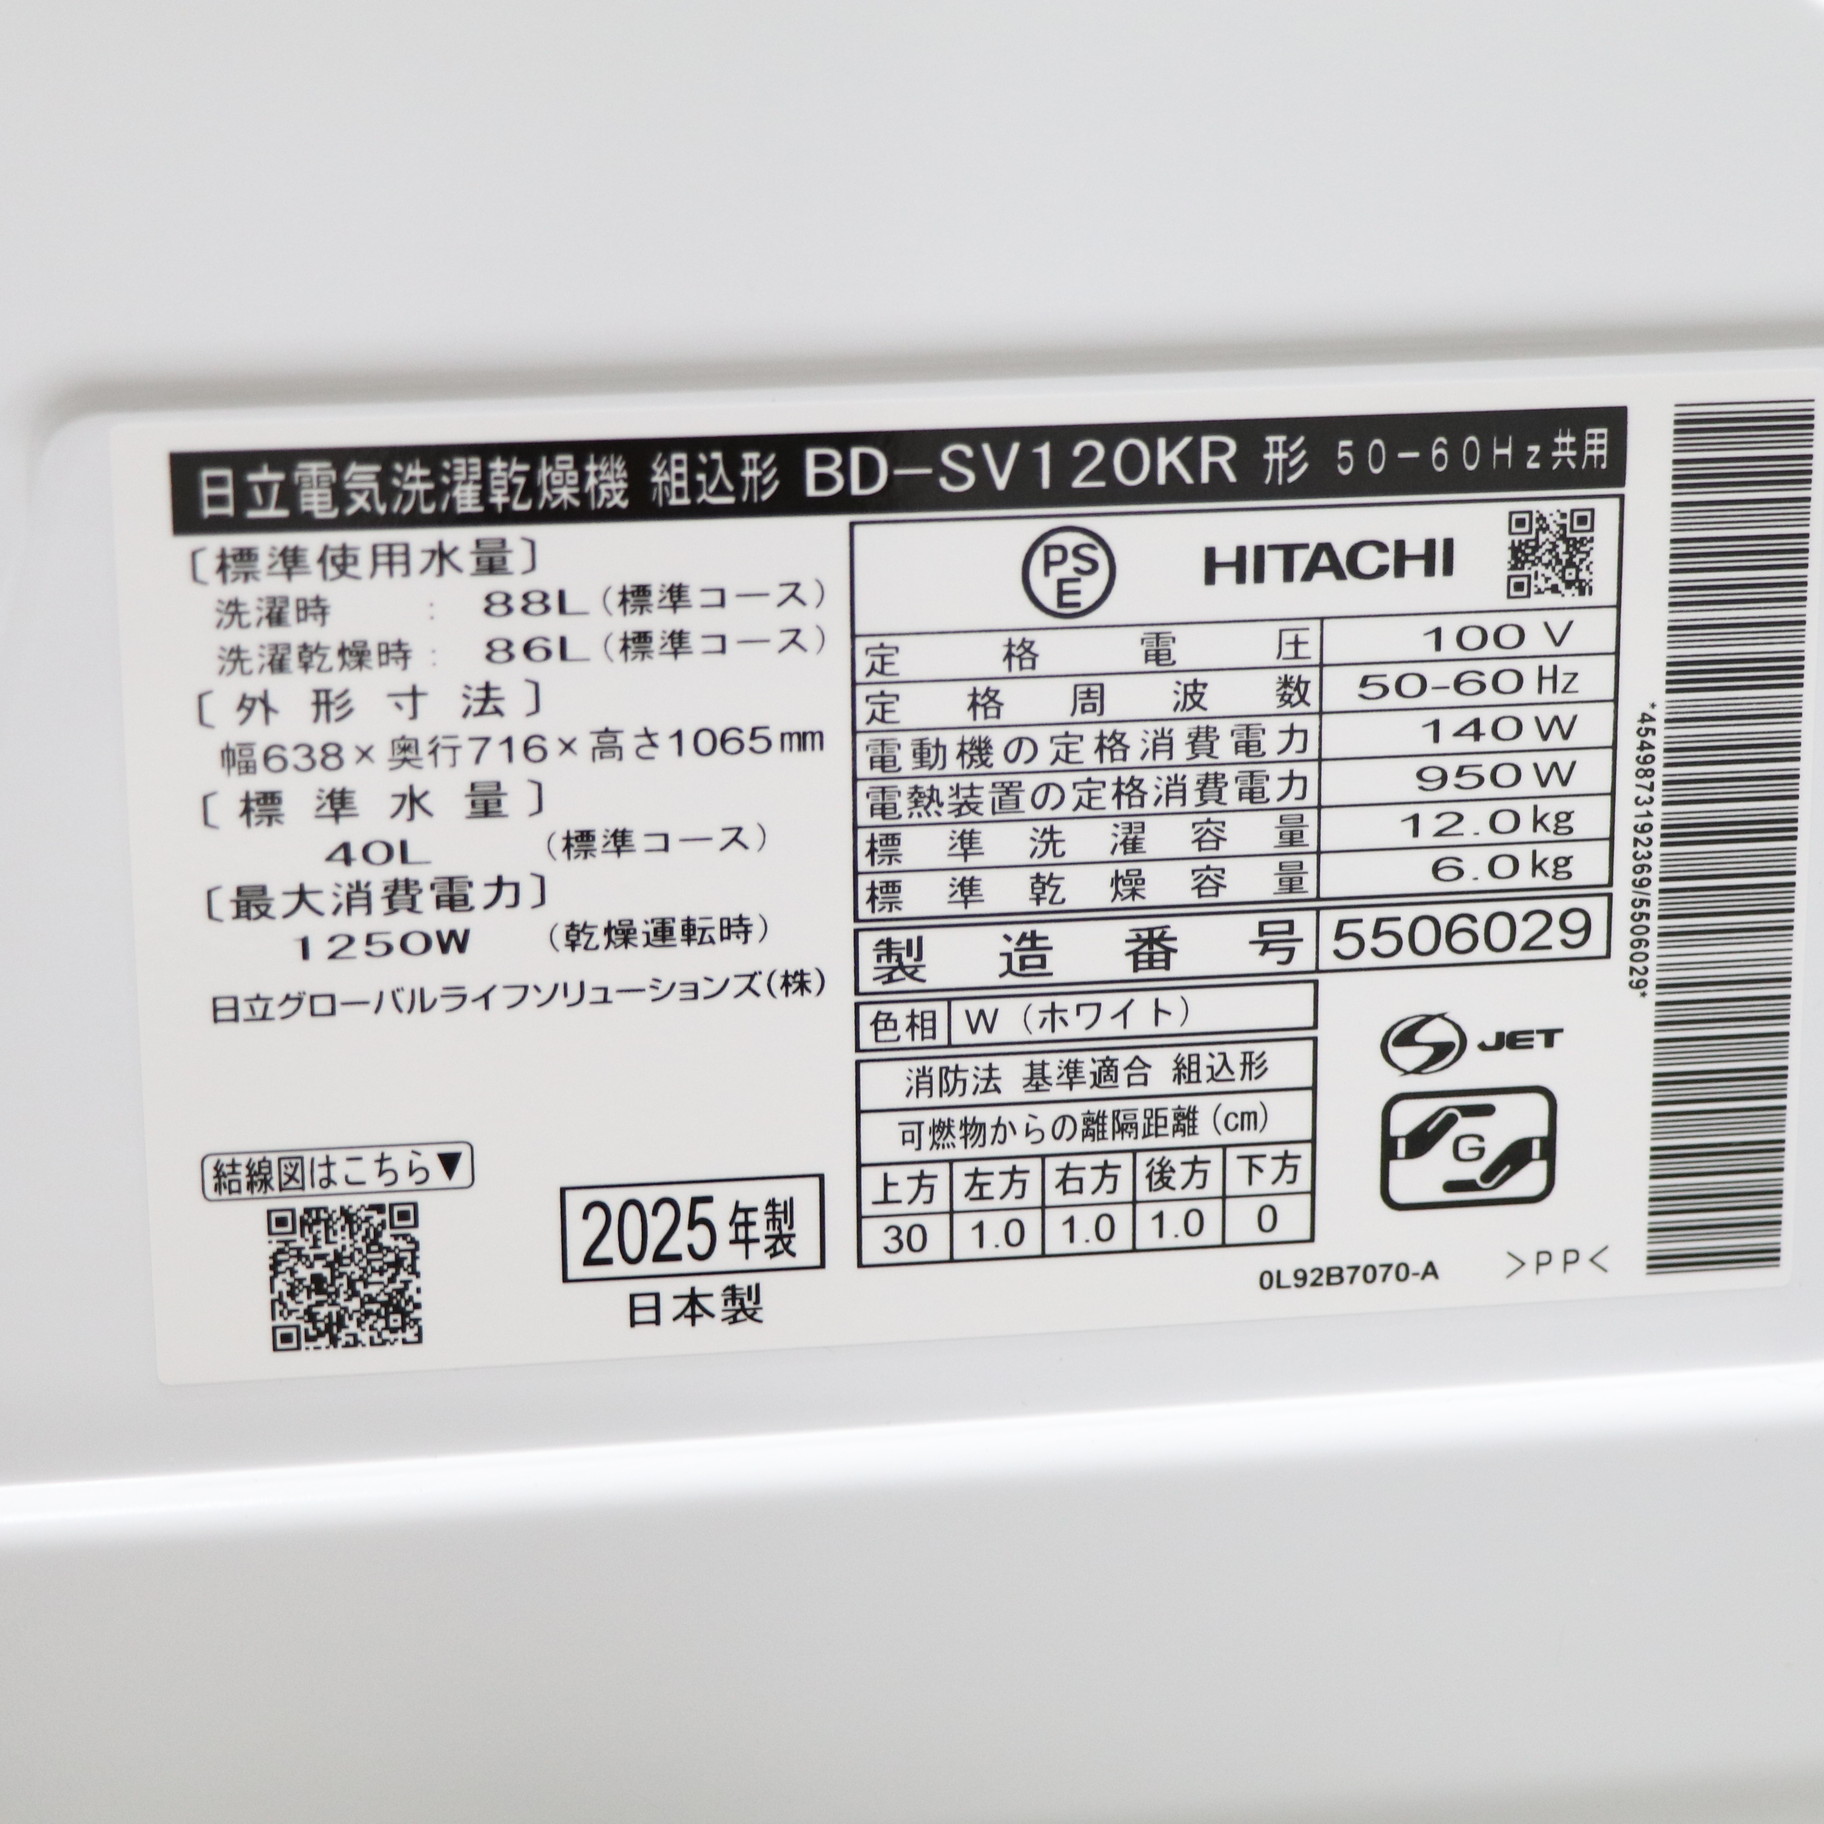 日立電気洗濯乾燥機 組込形 BD-SV120KR 形 50-60Hz共用
〔標準使用水量〕
洗濯時 : 88L(標準コース)
洗濯乾燥時 : 86L(標準コース)
〔外形寸法〕
幅638×奥行716×高さ1065mm
〔標準水量〕
40L (標準コース)
〔最大消費電力〕
1250W (乾燥運転時)
日立グローバルライフソリューションズ(株)
結線図はこちら▼
2025年製
日本製
PSE
HITACHI
定格電圧 100V
定格周波数 50-60Hz
電動機の定格消費電力 140W
電熱装置の定格消費電力 950W
標準洗濯容量 12.0kg
標準乾燥容量 6.0kg
製造番号 5506029
色相 W(ホワイト)
消防法 基準適合 組込形
可燃物からの離隔距離(cm)
上方 左方 右方 後方 下方
30 1.0 1.0 1.0 0
S JET
G
0L92B7070-A
>PP<
*4549873192369/5506029*